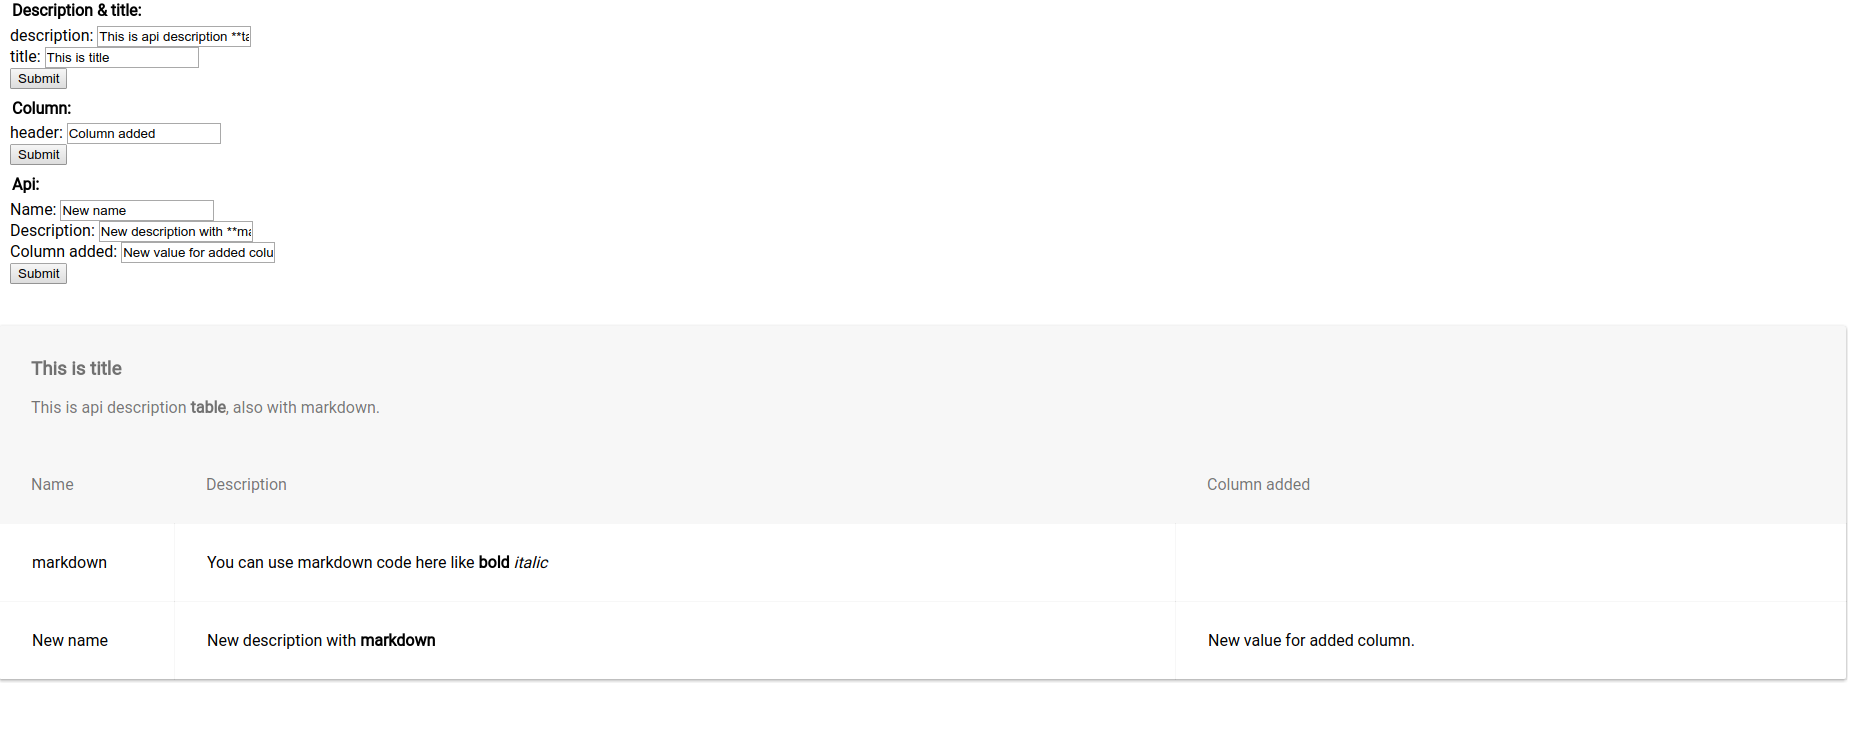 Description & title:
description: This is api description **ta
title: This is title
Submit
Column:
header: Column added
Submit
Api:
Name: New name
Description: New description with **ma
Column added: New value for added colu
Submit
This is title
This is api description table, also with markdown.
Name Description Column added
markdown You can use markdown code here like bold italic
New name New description with markdown New value for added column.